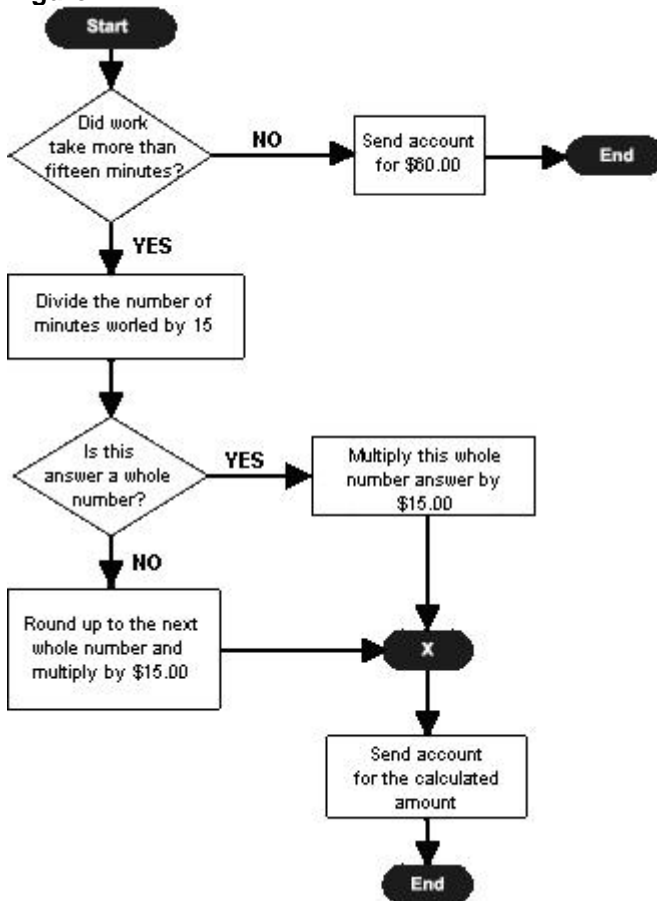 Start
Did work
take more than
fifteen minutes?
NO
Send account
for $60.00
End
YES
Divide the number of
minutes worled by 15
Is this
answer a whole
number?
YES
Multiply this whole
number answer by
$15.00
NO
Round up to the next
whole number and
multiply by $15.00
X
Send account
for the calculated
amount
End